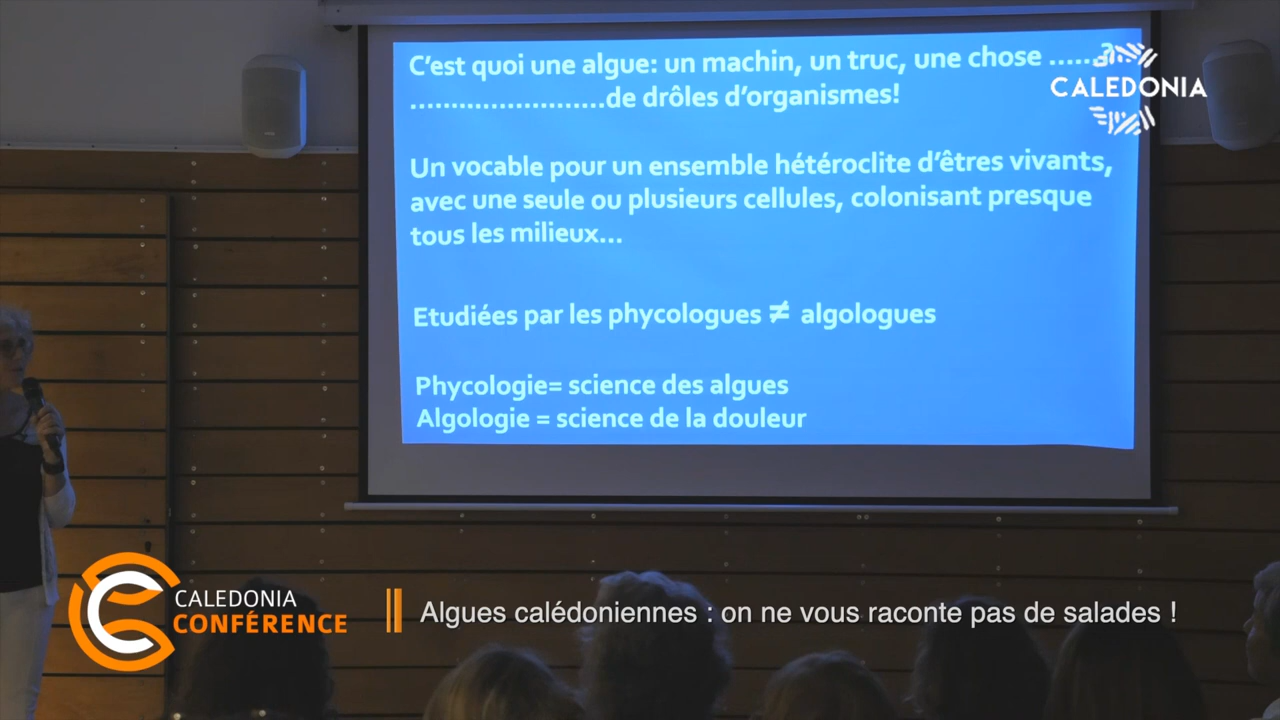 C'est quoi une algue: un machin, un truc, une chose ......?
........................de drôles d'organismes!
CALEDONIA
Un vocable pour un ensemble hétéroclite d'êtres vivants,
avec une seule ou plusieurs cellules, colonisant presque
tous les milieux...
Etudiées par les phycologues ≠ algologues
Phycologie= science des algues
Algologie = science de la douleur
CALEDONIA
CONFÉRENCE
Algues calédoniennes : on ne vous raconte pas de salades !